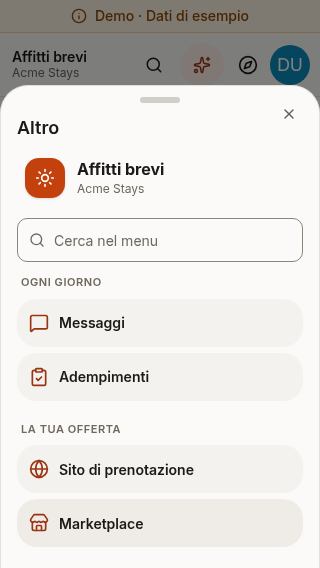 Demo · Dati di esempio
Affitti brevi
Acme Stays
DU
Altro
Affitti brevi
Acme Stays
Cerca nel menu
OGNI GIORNO
Messaggi
Adempimenti
LA TUA OFFERTA
Sito di prenotazione
Marketplace